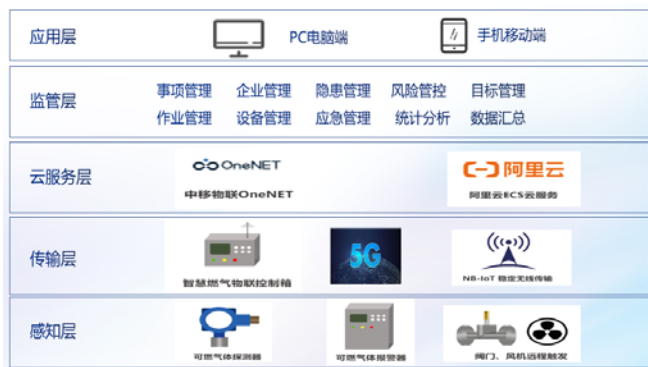 应用层
PC电脑端
手机移动端
监管层
事项管理 企业管理 隐患管理 风险管控 目标管理
作业管理 设备管理 应急管理 统计分析 数据汇总
云服务层
OneNET
中移物联OneNET
阿里云
阿里云ECS云服务
传输层
智慧燃气物联控制箱
5G
NB-IoT 稳定无线传输
感知层
可燃气体探测器
可燃气体报警器
阀门、风机远程触发